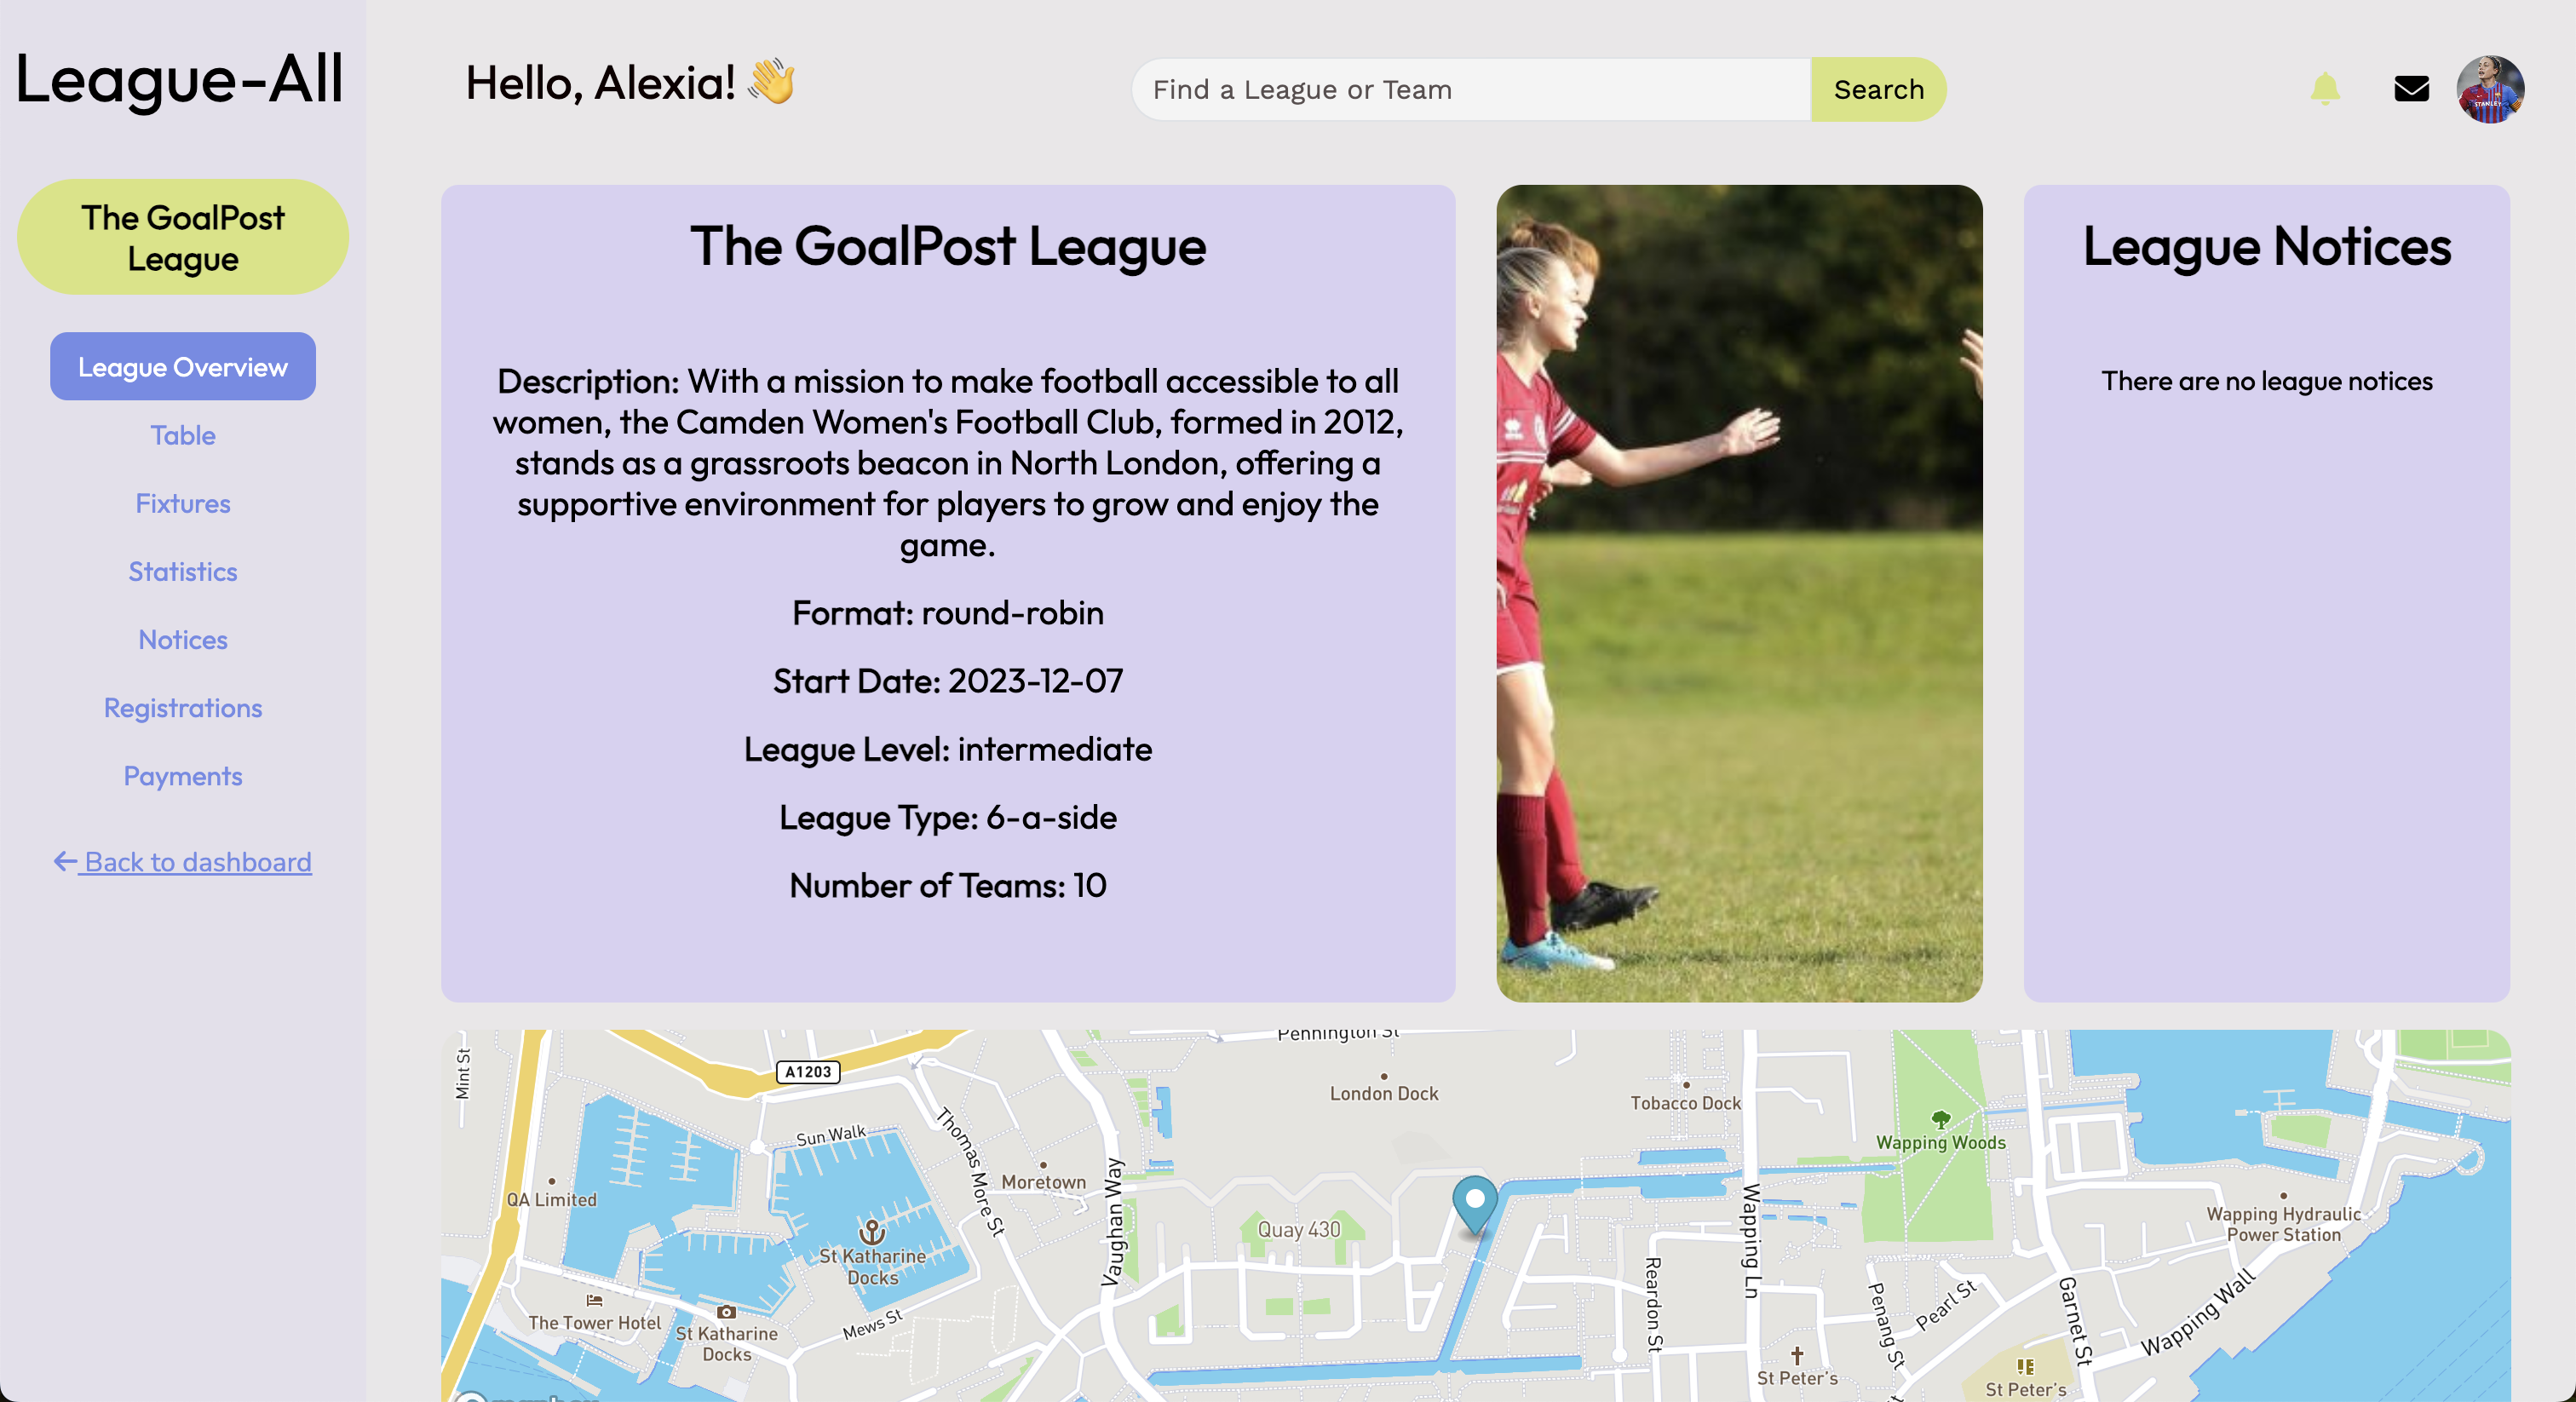 League-All
Hello, Alexia! 👋
Find a League or Team
Search
STANLEY
The GoalPost
League
League Overview
Table
Fixtures
Statistics
Notices
Registrations
Payments
Back to dashboard
The GoalPost League
Description: With a mission to make football accessible to all
women, the Camden Women's Football Club, formed in 2012,
stands as a grassroots beacon in North London, offering a
supportive environment for players to grow and enjoy the
game.
Format: round-robin
Start Date: 2023-12-07
League Level: intermediate
League Type: 6-a-side
Number of Teams: 10
League Notices
There are no league notices
Mint St
A1203
Pennington St
London Dock
Tobacco Dock
Wapping Woods
Sun Walk
Thomas More St
Moretown
Vaughan Way
QA Limited
St Katharine
Docks
Quay 430
Wapping Ln
Wapping Hydraulic
Power Station
Reardon St
The Tower Hotel
St Katharine
Docks
Mews St
Penang St
Pearl St
Garnet St
Wapping Wall
St Peter's
St Peter's